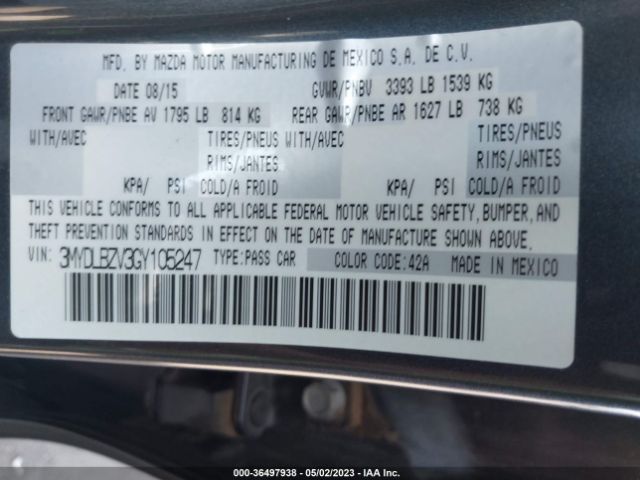 MFD. BY MAZDA MOTOR MANUFACTURING DE MEXICO S.A. DE C.V.
DATE 08/15 GVWR/PNBV 3393 LB 1539 KG
FRONT GAWR/PNBE AV 1795 LB 814 KG REAR GAWR/PNBE AR 1627 LB 738 KG
WITH/AVEC TIRES/PNEUS WITH/AVEC TIRES/PNEUS
RIMS/JANTES RIMS/JANTES
KPA/ PSI COLD/A FROID KPA/ PSI COLD/A FROID
THIS VEHICLE CONFORMS TO ALL APPLICABLE FEDERAL MOTOR VEHICLE SAFETY, BUMPER, AND
THEFT PREVENTION STANDARDS IN EFFECT ON THE DATE OF MANUFACTURE SHOWN ABOVE.
VIN: 3MYDLBZV3GY105247 TYPE:PASS CAR COLOR CODE:42A MADE IN MEXICO
000-36497938 - 05/02/2023 - IAA Inc.